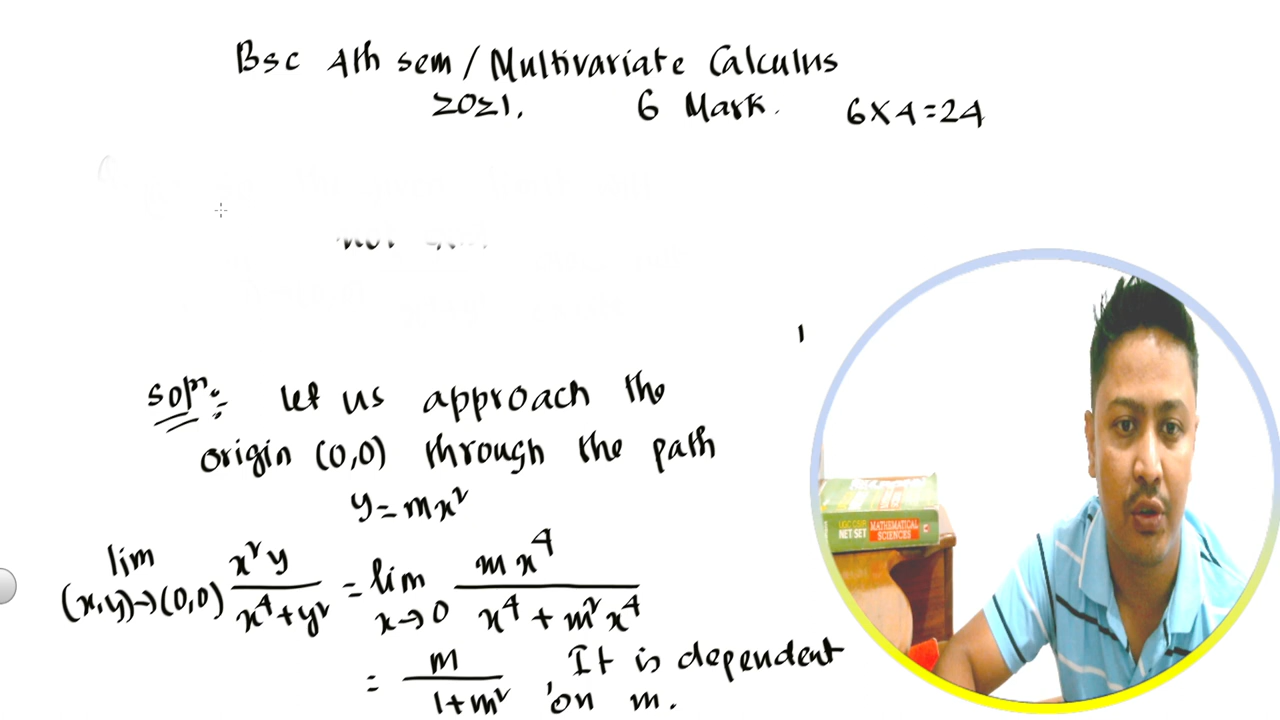 Bsc 4th sem / Multivariate Calculus
2021. 6 Mark. 6 X 4 = 24
Solⁿ: Let us approach the
origin (0,0) through the path
y = mx²
lim (x,y)→(0,0) x²y / x⁴+y² = lim x→0 mx⁴ / x⁴ + m²x⁴
= m / 1+m² , It is dependent
on m.
UGC CSIR NET/SET MATHEMATICAL SCIENCES